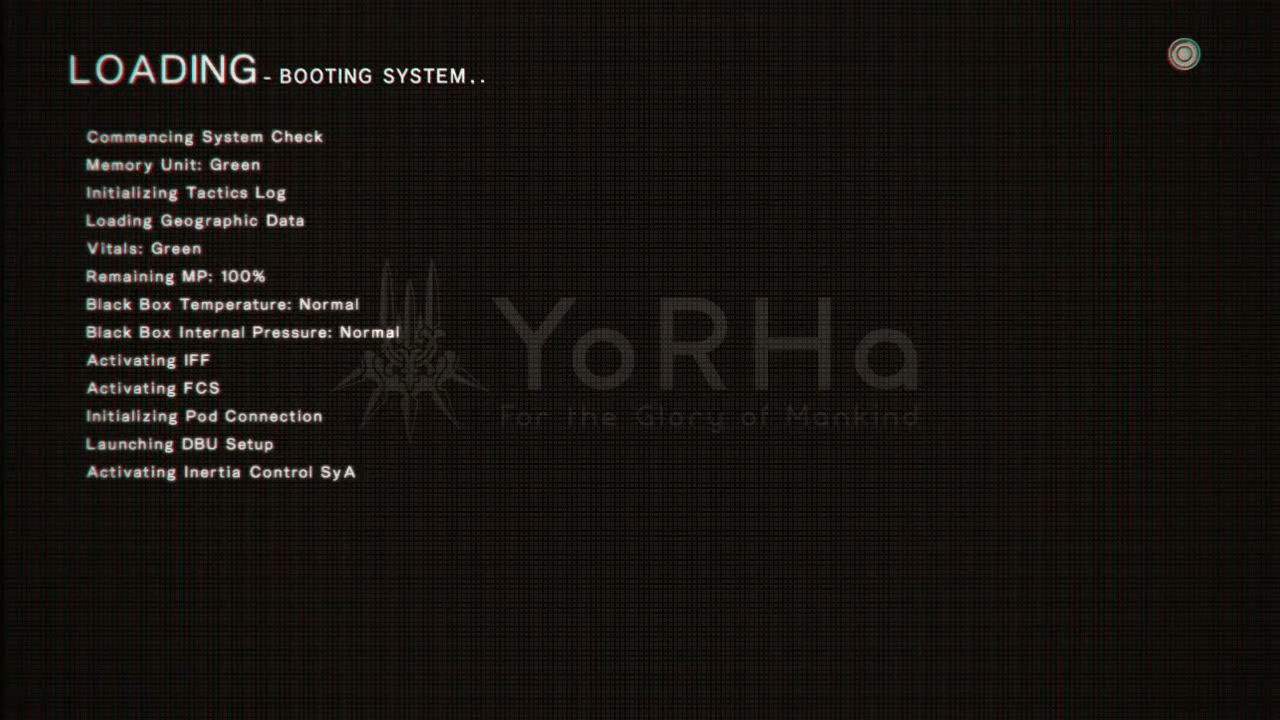 LOADING - BOOTING SYSTEM..
Commencing System Check
Memory Unit: Green
Initializing Tactics Log
Loading Geographic Data
Vitals: Green
Remaining MP: 100%
Black Box Temperature: Normal
Black Box Internal Pressure: Normal
Activating IFF
Activating FCS
Initializing Pod Connection
Launching DBU Setup
Activating Inertia Control SyA
YoRHa
For the Glory of Mankind